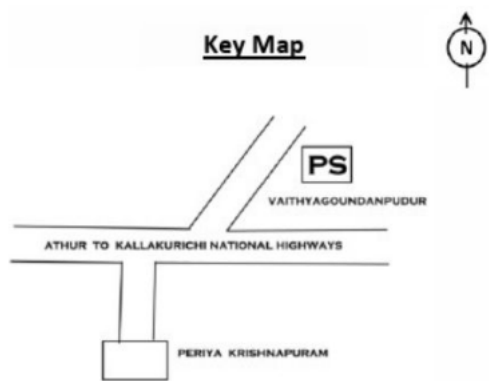 Key Map
N
PS
VAITHYAGOUNDANPUDUR
ATHUR TO KALLAKURICHI NATIONAL HIGHWAYS
PERIYA KRISHNAPURAM